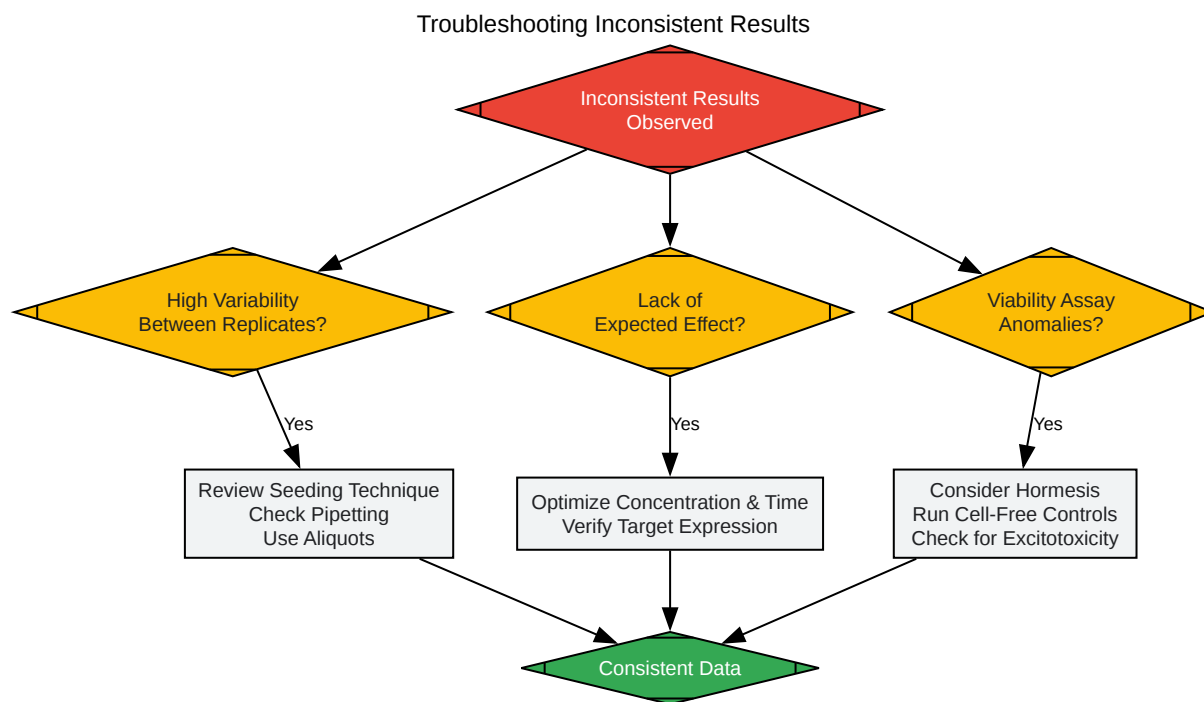 Troubleshooting Inconsistent Results
Inconsistent Results
Observed
High Variability
Between Replicates?
Lack of
Expected Effect?
Viability Assay
Anomalies?
Yes
Yes
Yes
Review Seeding Technique
Check Pipetting
Use Aliquots
Optimize Concentration & Time
Verify Target Expression
Consider Hormesis
Run Cell-Free Controls
Check for Excitotoxicity
Consistent Data